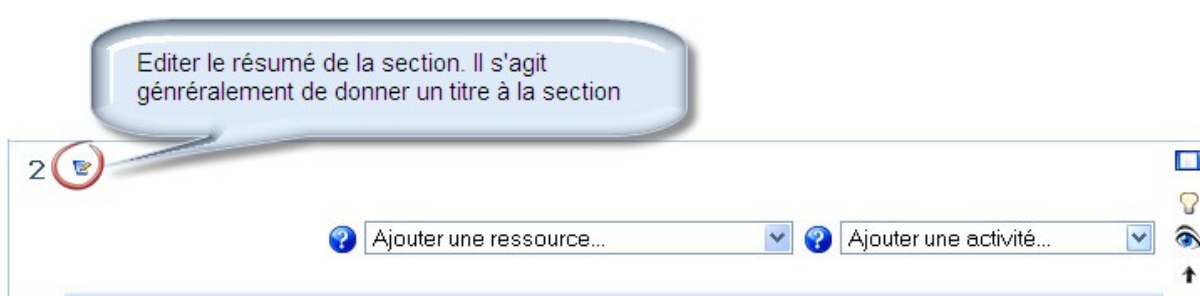 Editer le résumé de la section. Il s'agit
génréralement de donner un titre à la section
2
? Ajouter une ressource... ? Ajouter une activité...